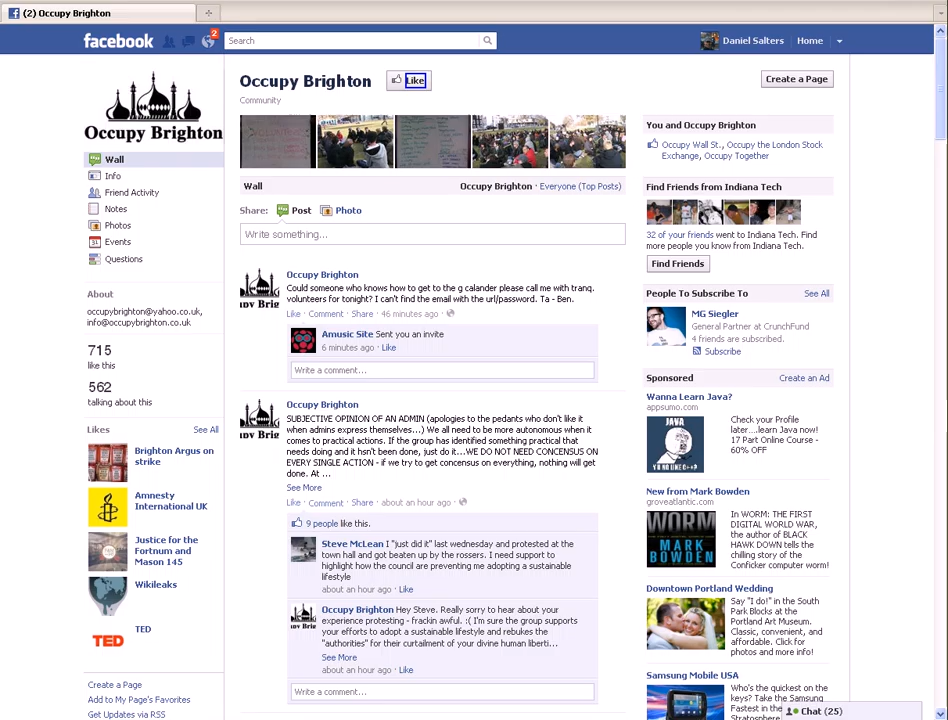 (2) Occupy Brighton
facebook
2
Search
Daniel Salters
Home
Occupy Brighton
Wall
Info
Friend Activity
Notes
Photos
Events
Questions
About
occupybrighton@yahoo.co.uk,
info@occupybrighton.co.uk
715
like this
562
talking about this
Likes
See All
Brighton Argus on
strike
Amnesty
International UK
Justice for the
Fortnum and
Mason 145
Wikileaks
TED
TED
Create a Page
Add to My Page's Favorites
Get Updates via RSS
Occupy Brighton
Like
Community
Wall
Occupy Brighton · Everyone (Top Posts)
Share: Post Photo
Write something...
Occupy Brighton
Could someone who knows how to get to the g calander please call me with tranq.
volunteers for tonight? I can't find the email with the url/password. Ta - Ben.
Like · Comment · Share · 46 minutes ago ·
Amusic Site Sent you an invite
6 minutes ago · Like
Write a comment...
Occupy Brighton
SUBJECTIVE OPINION OF AN ADMIN (apologies to the pedants who don't like it
when admins express themselves...) We all need to be more autonomous when it
comes to practical actions. If the group has identified something practical that
needs doing and it hsn't been done, just do it...WE DO NOT NEED CONCENSUS ON
EVERY SINGLE ACTION - if we try to get concensus on everything, nothing will get
done. At ...
See More
Like · Comment · Share · about an hour ago ·
9 people like this.
Steve McLean I "just did it" last wednesday and protested at the
town hall and got beaten up by the rossers. I need support to
highlight how the council are preventing me adopting a sustainable
lifestyle
about an hour ago · Like
Occupy Brighton Hey Steve. Really sorry to hear about your
experience protesting - frackin awful. :( I'm sure the group supports
your efforts to adopt a sustainable lifestyle and rebukes the
"authorities" for their curtailment of your divine human liberti...
See More
about an hour ago · Like
Write a comment...
Create a Page
You and Occupy Brighton
Occupy Wall St., Occupy the London Stock
Exchange, Occupy Together
Find Friends from Indiana Tech
32 of your friends went to Indiana Tech. Find
more people you know from Indiana Tech.
Find Friends
People To Subscribe To
See All
MG Siegler
General Partner at CrunchFund
4 friends are subscribed.
Subscribe
Sponsored
Create an Ad
Wanna Learn Java?
appsumo.com
Check your Profile
later....learn Java now!
17 Part Online Course -
60% OFF
Y U NO LIKE C++?
New from Mark Bowden
groveatlantic.com
WORM
MARK
BOWDEN
In WORM: THE FIRST
DIGITAL WORLD WAR,
the author of BLACK
HAWK DOWN tells the
chilling story of the
Conficker computer worm!
Downtown Portland Wedding
Say "I do!" in the South
Park Blocks at the
Portland Art Museum.
Classic, convenient, and
affordable. Click for
photos and more info!
Samsung Mobile USA
Who's the quickest on the
keys? Take the Samsung
Fastest in the
Stratosphere
Chat (25)